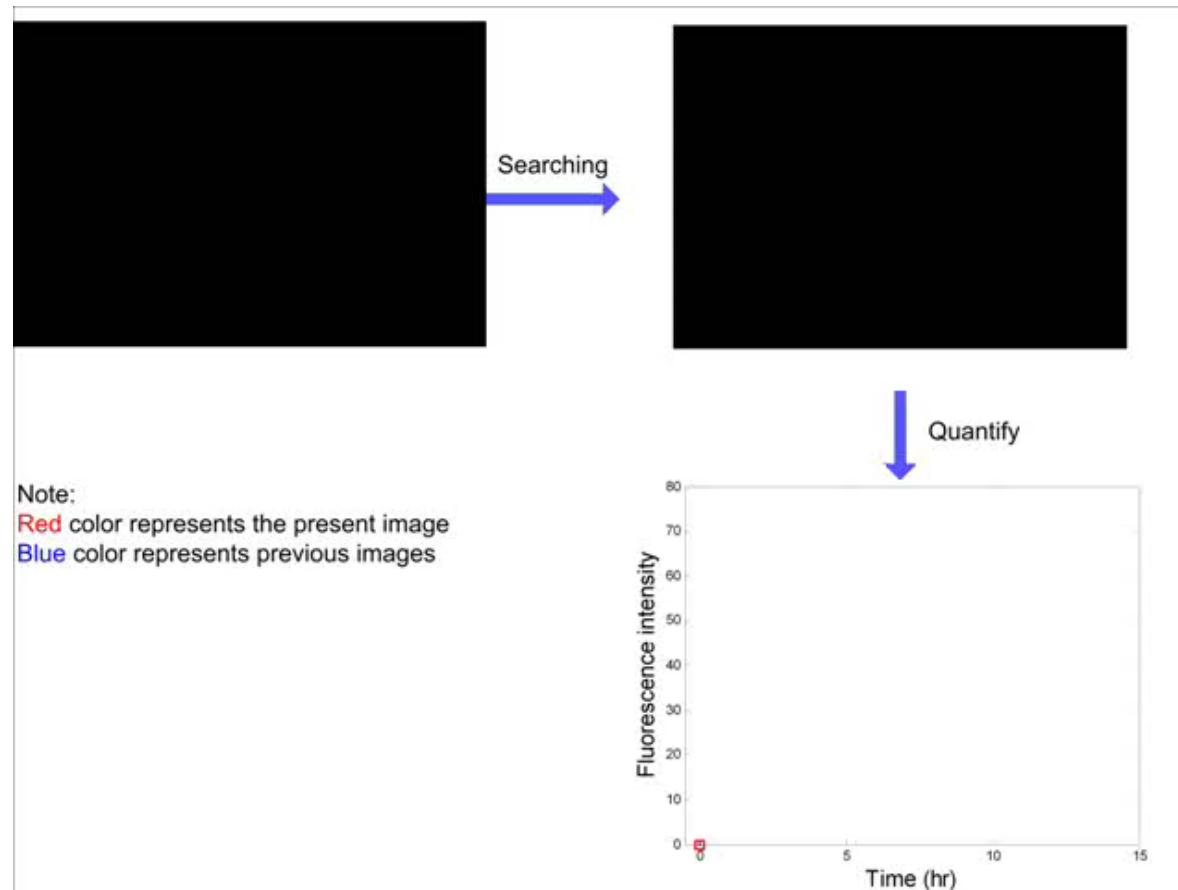 Searching
Quantify
Note:
Red color represents the present image
Blue color represents previous images
Fluorescence intensity
80
70
60
50
40
30
20
10
0
0 5 10 15
Time (hr)